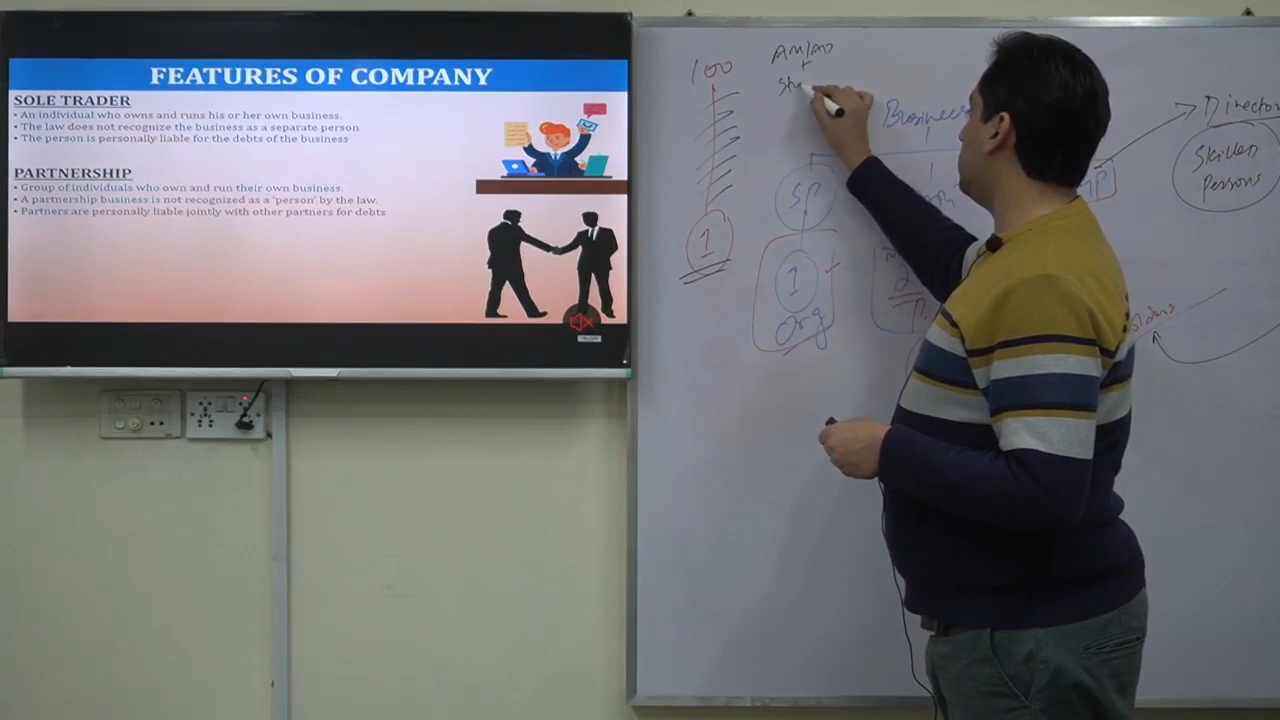 FEATURES OF COMPANY
SOLE TRADER
• An individual who owns and runs his or her own business.
• The law does not recognize the business as a separate person
• The person is personally liable for the debts of the business
PARTNERSHIP
• Group of individuals who own and run their own business.
• A partnership business is not recognized as a 'person' by the law.
• Partners are personally liable jointly with other partners for debts
100
1
+
Business
SP
1
Org
2
Director
Skilled
Persons